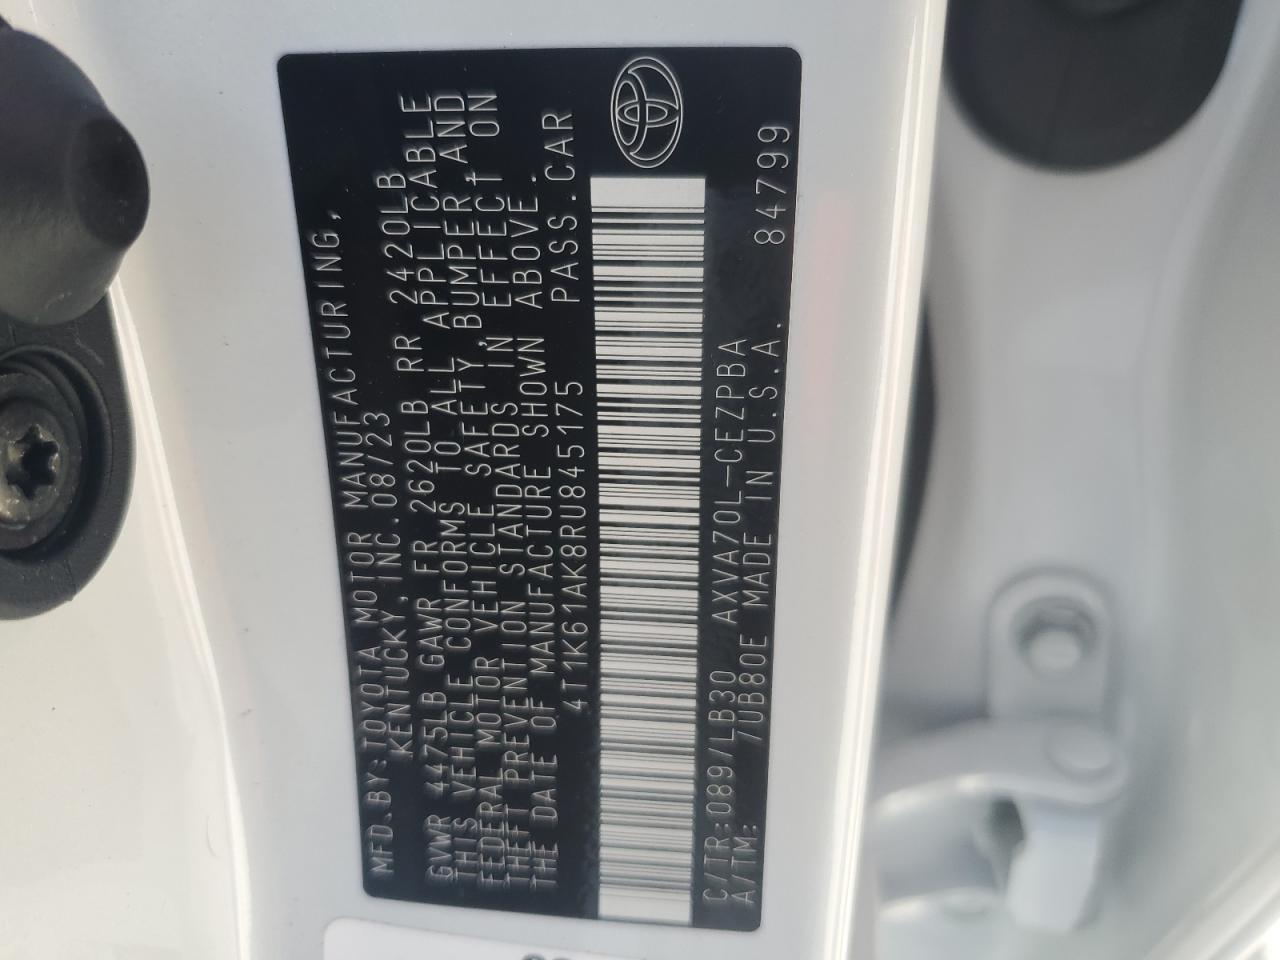 MFD.BY:TOYOTA MOTOR MANUFACTURING,
KENTUCKY,INC.08/23
GVWR 4475LB GAWR FR 2620LB RR 2420LB
THIS VEHICLE CONFORMS TO ALL APPLICABLE
FEDERAL MOTOR VEHICLE SAFETY,BUMPER,AND
THEFT PREVENTION STANDARDS IN EFFECT ON
THE DATE OF MANUFACTURE SHOWN ABOVE.
4T1K61AK8RU845175 PASS.CAR
C/TR:089/LB30 AXVA70L-CEZPBA
A/TM: 7UB80E MADE IN U.S.A. 84799